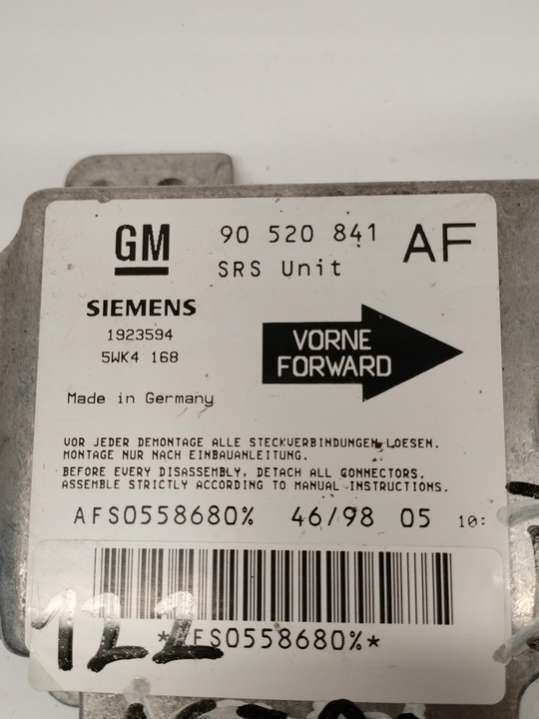 GM
90 520 841 AF
SRS Unit
SIEMENS
1923594
5WK4 168
VORNE
FORWARD
Made in Germany
VOR JEDER DEMONTAGE ALLE STECKVERBINDUNGEN LOESEN.
MONTAGE NUR NACH EINBAUANLEITUNG.
BEFORE EVERY DISASSEMBLY, DETACH ALL CONNECTORS.
ASSEMBLE STRICTLY ACCORDING TO MANUAL INSTRUCTIONS.
AFS0558680% 46/98 05 10:
122
*AFS0558680%*